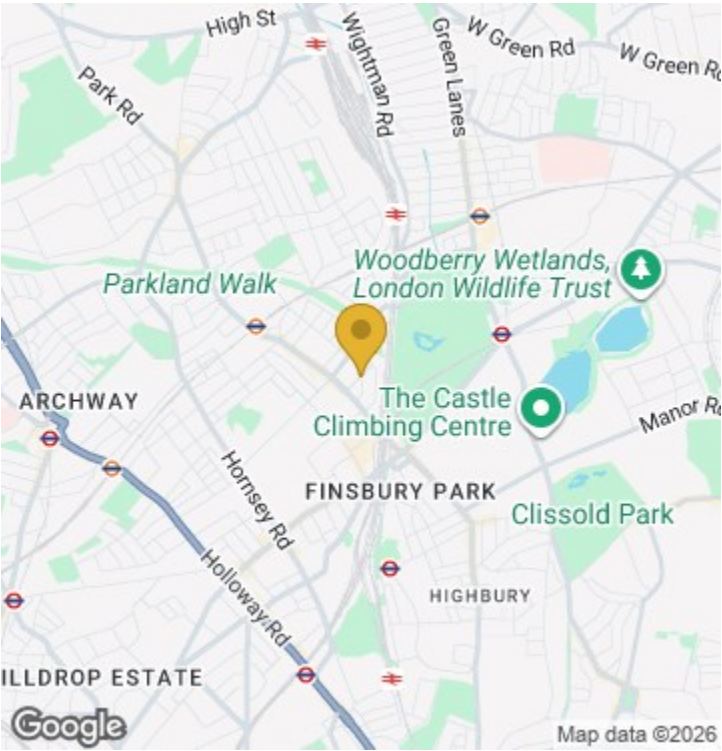 High St
Wightman Rd
Green Lanes
W Green Rd
W Green Rd
Park Rd
Woodberry Wetlands,
London Wildlife Trust
Parkland Walk
ARCHWAY
The Castle
Climbing Centre
Manor Rd
Hornsey Rd
FINSBURY PARK
Clissold Park
Holloway Rd
HIGHBURY
ILLDROP ESTATE
Google
Map data ©2026